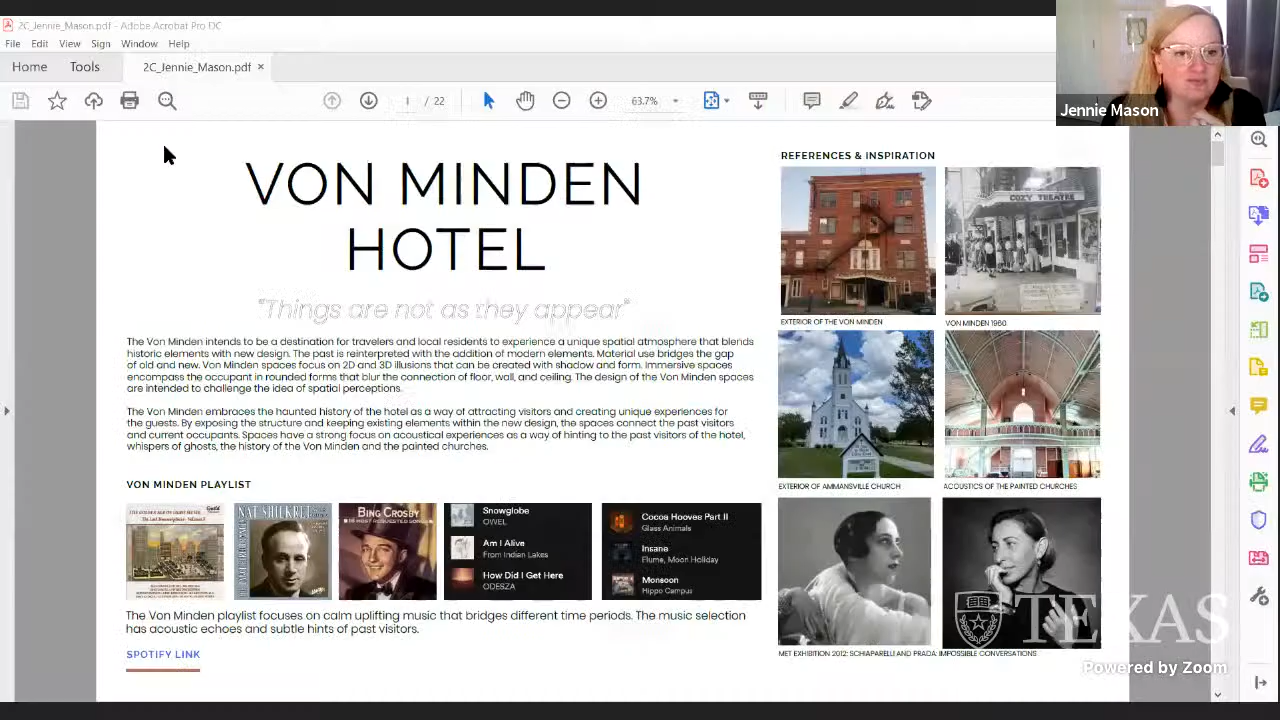 2C_Jennie_Mason.pdf - Adobe Acrobat Pro DC
File Edit View Sign Window Help
Home Tools 2C_Jennie_Mason.pdf ×
1 / 22 63.7%
Jennie Mason
VON MINDEN
HOTEL
"Things are not as they appear"
The Von Minden intends to be a destination for travelers and local residents to experience a unique spatial atmosphere that blends
historic elements with new design. The past is reinterpreted with the addition of modern elements. Material use bridges the gap
of old and new. Von Minden spaces focus on 2D and 3D illusions that can be created with shadow and form. Immersive spaces
encompass the occupant in rounded forms that blur the connection of floor, wall, and ceiling. The design of the Von Minden spaces
are intended to challenge the idea of spatial perceptions.
The Von Minden embraces the haunted history of the hotel as a way of attracting visitors and creating unique experiences for
the guests. By exposing the structure and keeping existing elements within the new design, the spaces connect the past visitors
and current occupants. Spaces have a strong focus on acoustical experiences as a way of hinting to the past visitors of the hotel,
whispers of ghosts, the history of the Von Minden and the painted churches.
VON MINDEN PLAYLIST
NAT SHILKRET
BING CROSBY
Snowglobe
OWEL
Am I Alive
From Indian Lakes
How Did I Get Here
ODESZA
Cocoa Hooves Part II
Glass Animals
Insane
Flume, Moon Holiday
Monsoon
Hippo Campus
The Von Minden playlist focuses on calm uplifting music that bridges different time periods. The music selection
has acoustic echoes and subtle hints of past visitors.
SPOTIFY LINK
REFERENCES & INSPIRATION
COZY THEATRE
EXTERIOR OF THE VON MINDEN
VON MINDEN 1960
EXTERIOR OF AMMANSVILLE CHURCH
ACOUSTICS OF THE PAINTED CHURCHES
MET EXHIBITION 2012: SCHIAPARELLI AND PRADA: IMPOSSIBLE CONVERSATIONS
TEXAS
Powered by Zoom